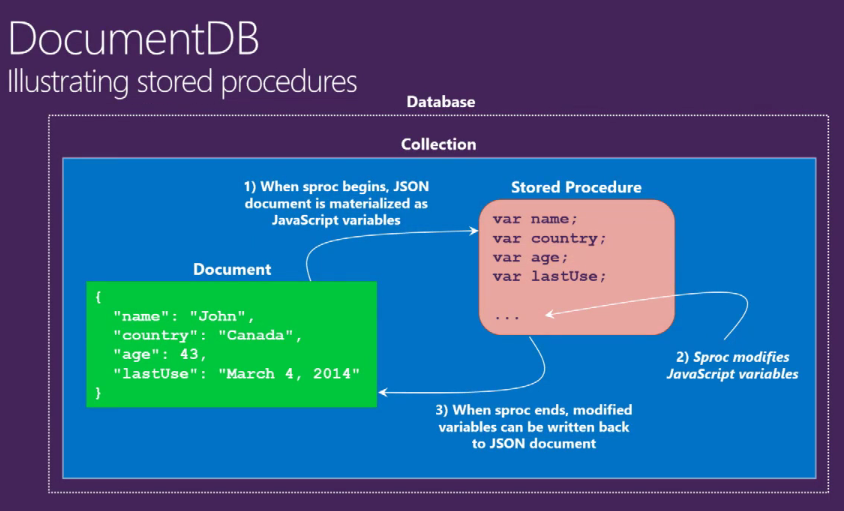 DocumentDB
Illustrating stored procedures
Database
Collection
1) When sproc begins, JSON
document is materialized as
JavaScript variables
Stored Procedure
var name;
var country;
var age;
var lastUse;
...
Document
{
"name": "John",
"country": "Canada",
"age": 43,
"lastUse": "March 4, 2014"
}
2) Sproc modifies
JavaScript variables
3) When sproc ends, modified
variables can be written back
to JSON document